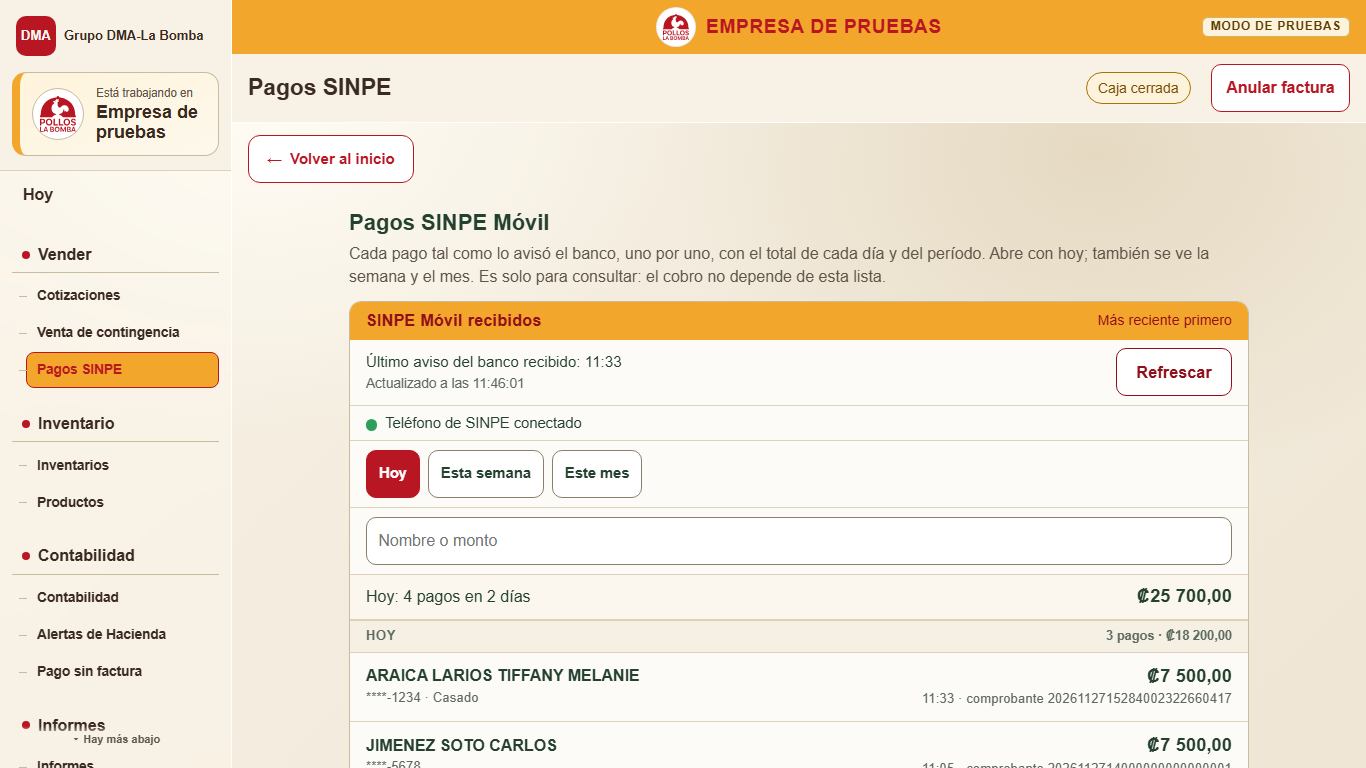 DMA
Grupo DMA-La Bomba
Está trabajando en
Empresa de
pruebas
POLLOS
LA BOMBA
Hoy
Vender
Cotizaciones
Venta de contingencia
Pagos SINPE
Inventario
Inventarios
Productos
Contabilidad
Contabilidad
Alertas de Hacienda
Pago sin factura
Informes
Hay más abajo
Informes
POLLOS
LA BOMBA
EMPRESA DE PRUEBAS
MODO DE PRUEBAS
Pagos SINPE
Caja cerrada
Anular factura
← Volver al inicio
Pagos SINPE Móvil
Cada pago tal como lo avisó el banco, uno por uno, con el total de cada día y del período. Abre con hoy; también se ve la
semana y el mes. Es solo para consultar: el cobro no depende de esta lista.
SINPE Móvil recibidos
Más reciente primero
Último aviso del banco recibido: 11:33
Actualizado a las 11:46:01
Refrescar
Teléfono de SINPE conectado
Hoy
Esta semana
Este mes
Nombre o monto
Hoy: 4 pagos en 2 días
₡25 700,00
HOY
3 pagos · ₡18 200,00
ARAICA LARIOS TIFFANY MELANIE
₡7 500,00
****-1234 · Casado
11:33 · comprobante 2026112715284002322660417
JIMENEZ SOTO CARLOS
₡7 500,00
****-5678